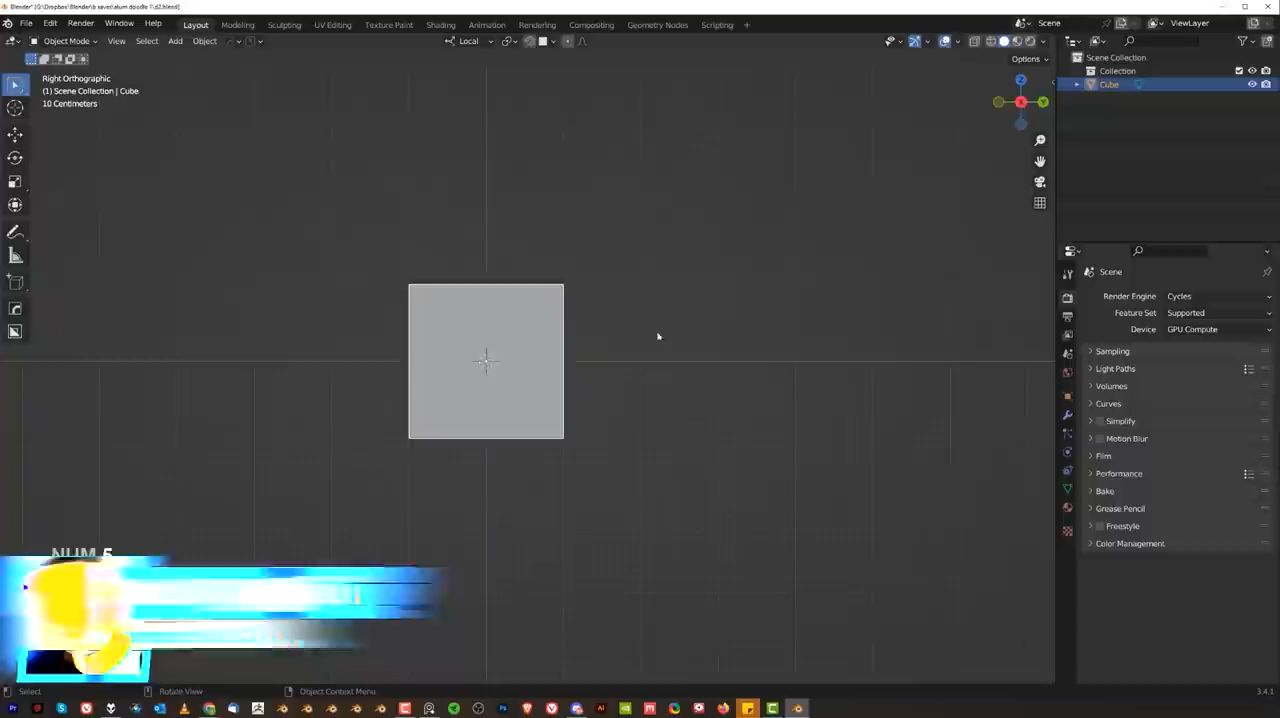 Blender* [G:\Dropbox\Blender\b saves\alum doodle 1\62.blend]
File Edit Render Window Help Layout Modeling Sculpting UV Editing Texture Paint Shading Animation Rendering Compositing Geometry Nodes Scripting + Scene ViewLayer
Object Mode View Select Add Object Local
Options
Right Orthographic
(1) Scene Collection | Cube
10 Centimeters
Z
X
Y
Scene Collection
Collection
Cube
Scene
Render Engine Cycles
Feature Set Supported
Device GPU Compute
Sampling
Light Paths
Volumes
Curves
Simplify
Motion Blur
Film
Performance
Bake
Grease Pencil
Freestyle
Color Management
NUM 5
Select Rotate View Object Context Menu 3.4.1